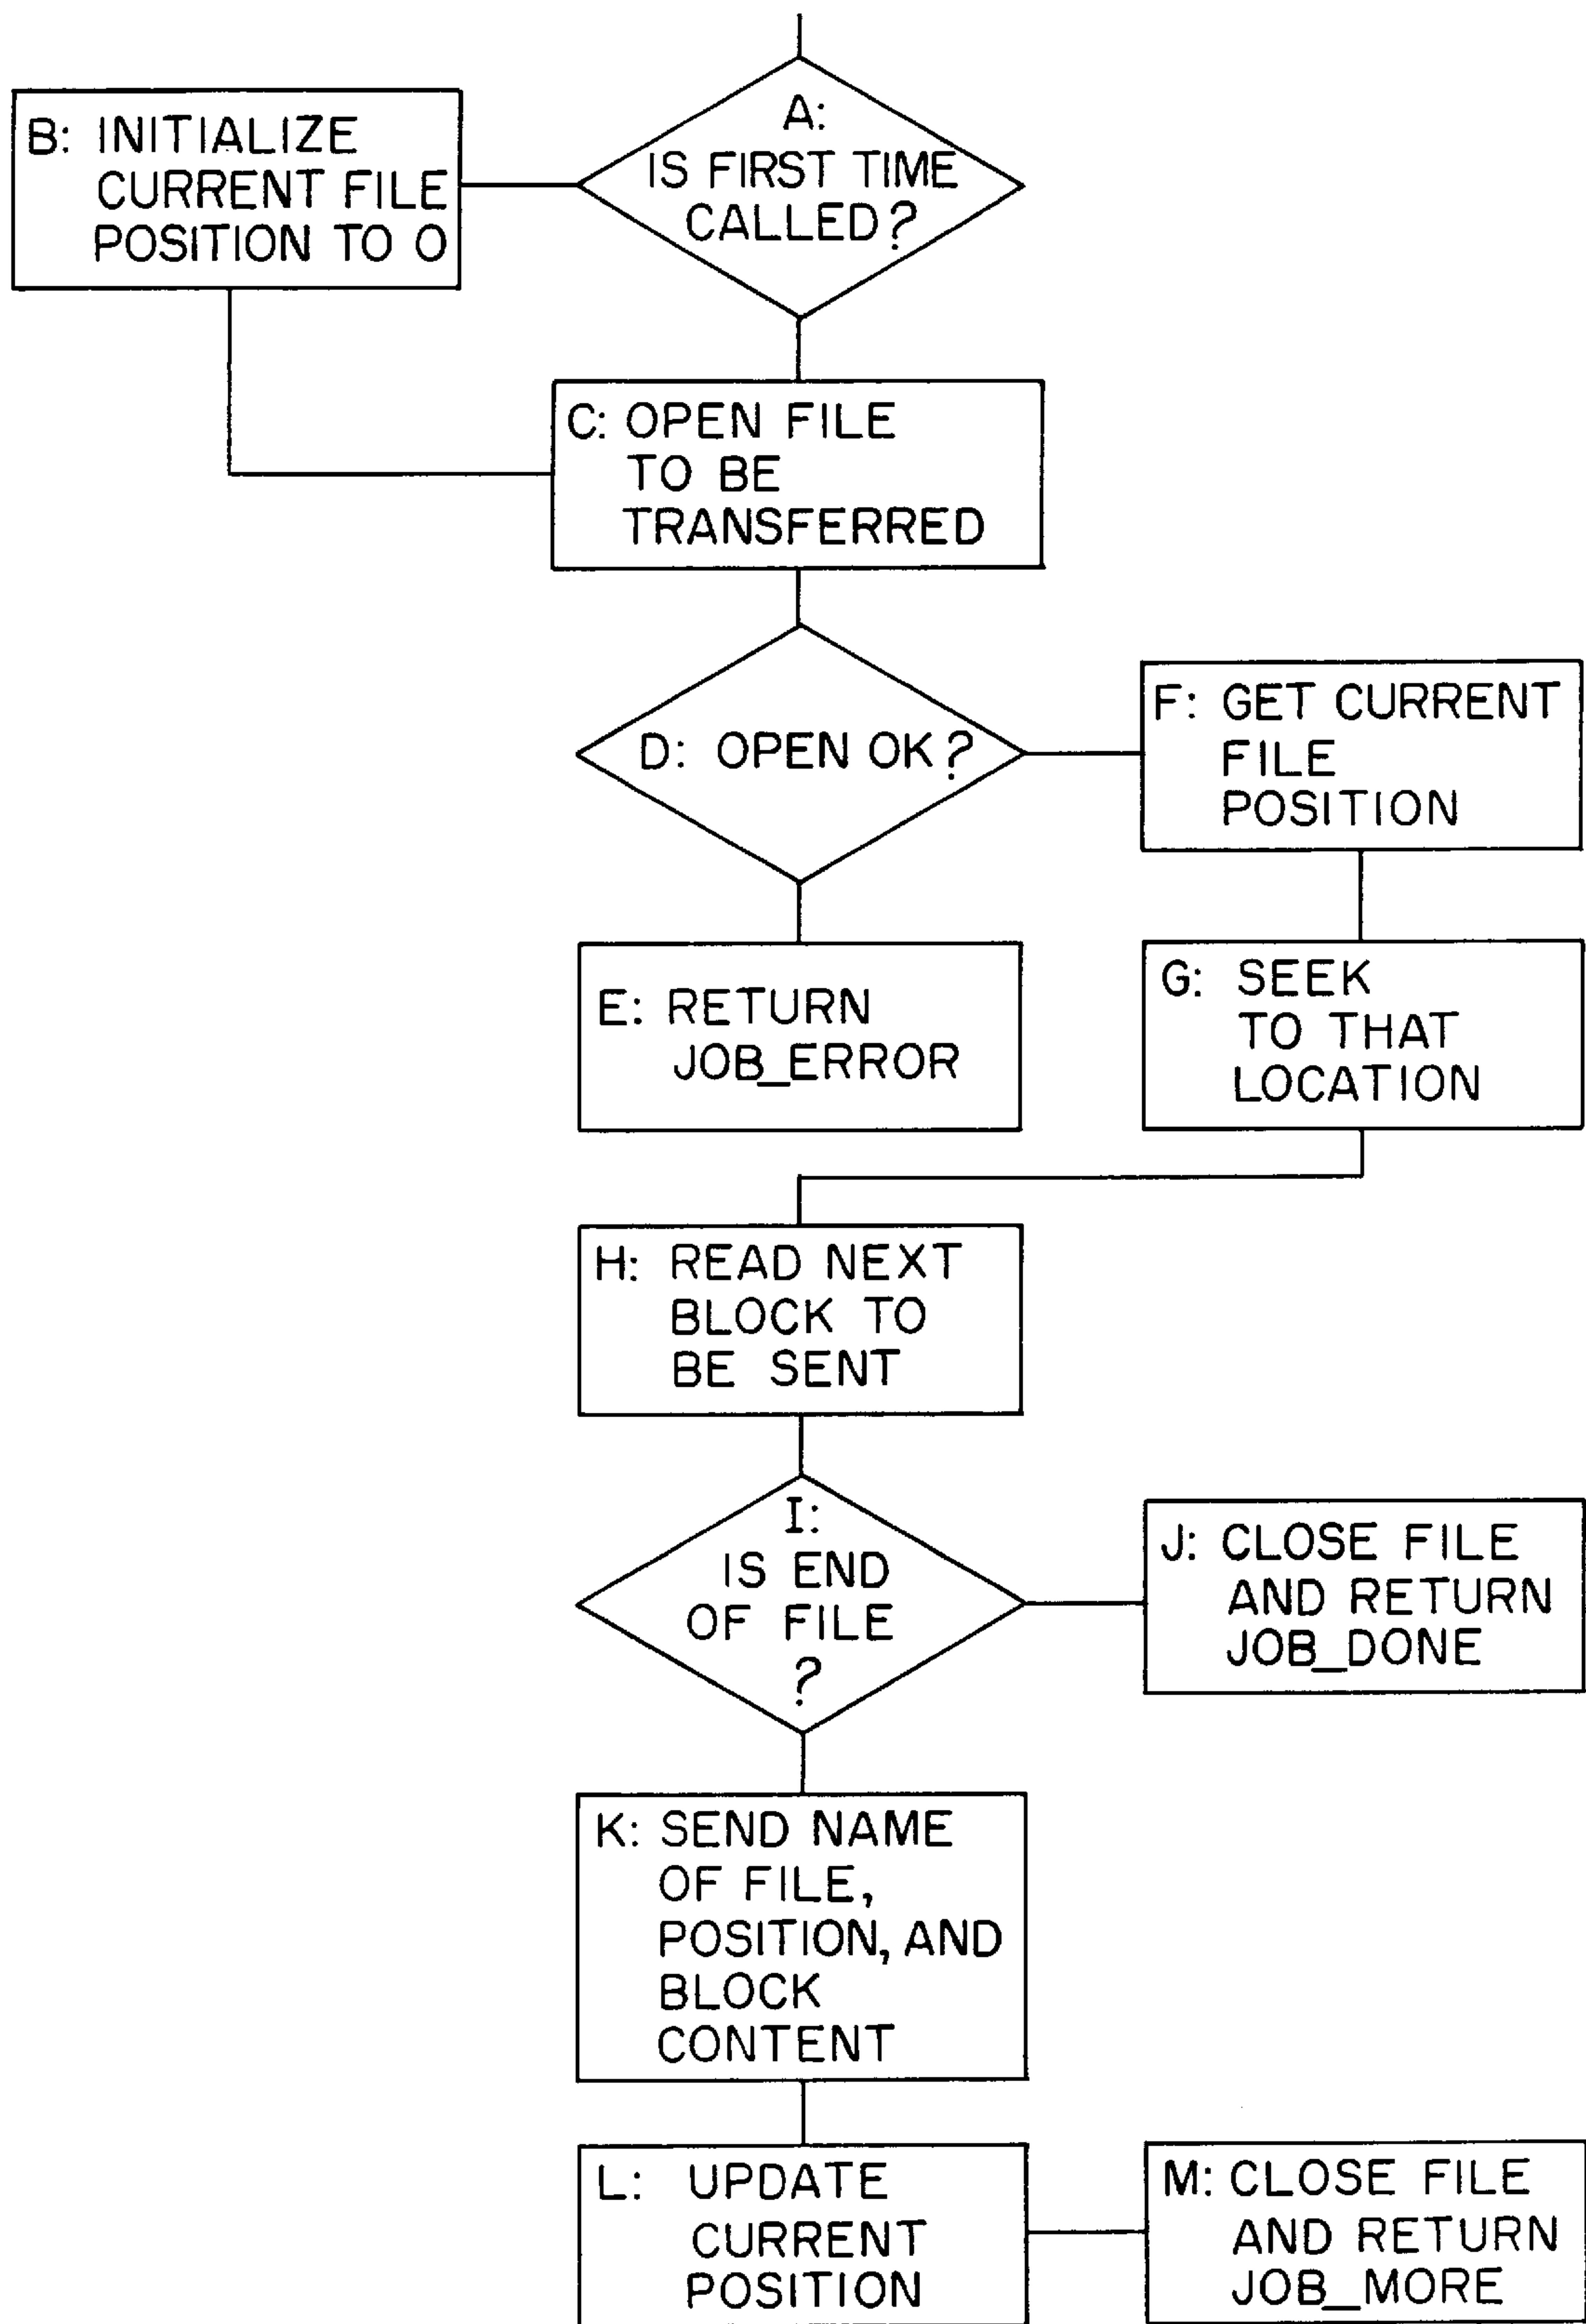 A:
IS FIRST TIME
CALLED?
B: INITIALIZE
CURRENT FILE
POSITION TO 0
C: OPEN FILE
TO BE
TRANSFERRED
D: OPEN OK?
E: RETURN
JOB_ERROR
F: GET CURRENT
FILE
POSITION
G: SEEK
TO THAT
LOCATION
H: READ NEXT
BLOCK TO
BE SENT
I:
IS END
OF FILE
?
J: CLOSE FILE
AND RETURN
JOB_DONE
K: SEND NAME
OF FILE,
POSITION, AND
BLOCK
CONTENT
L: UPDATE
CURRENT
POSITION
M: CLOSE FILE
AND RETURN
JOB_MORE